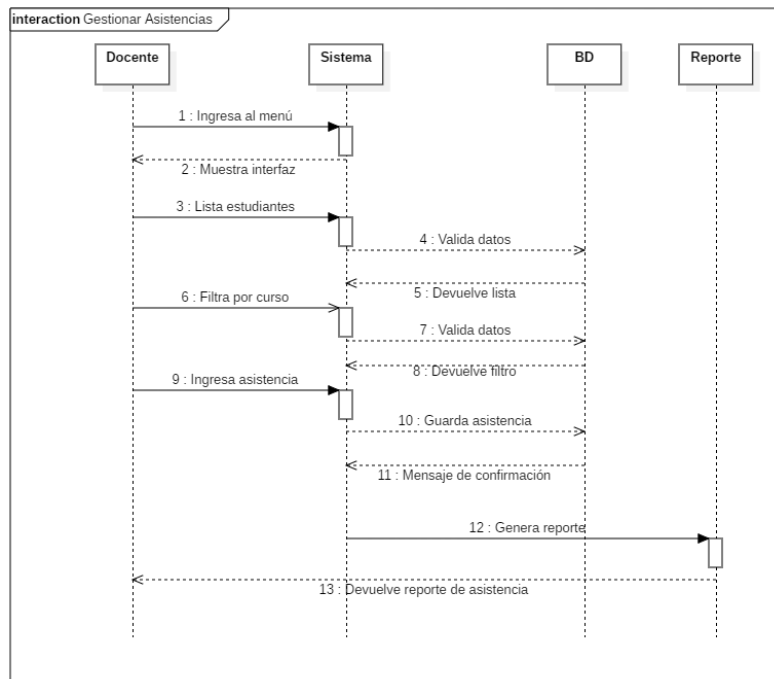 interaction Gestionar Asistencias
Docente
Sistema
BD
Reporte
1 : Ingresa al menú
2 : Muestra interfaz
3 : Lista estudiantes
4 : Valida datos
5 : Devuelve lista
6 : Filtra por curso
7 : Valida datos
8 : Devuelve filtro
9 : Ingresa asistencia
10 : Guarda asistencia
11 : Mensaje de confirmación
12 : Genera reporte
13 : Devuelve reporte de asistencia